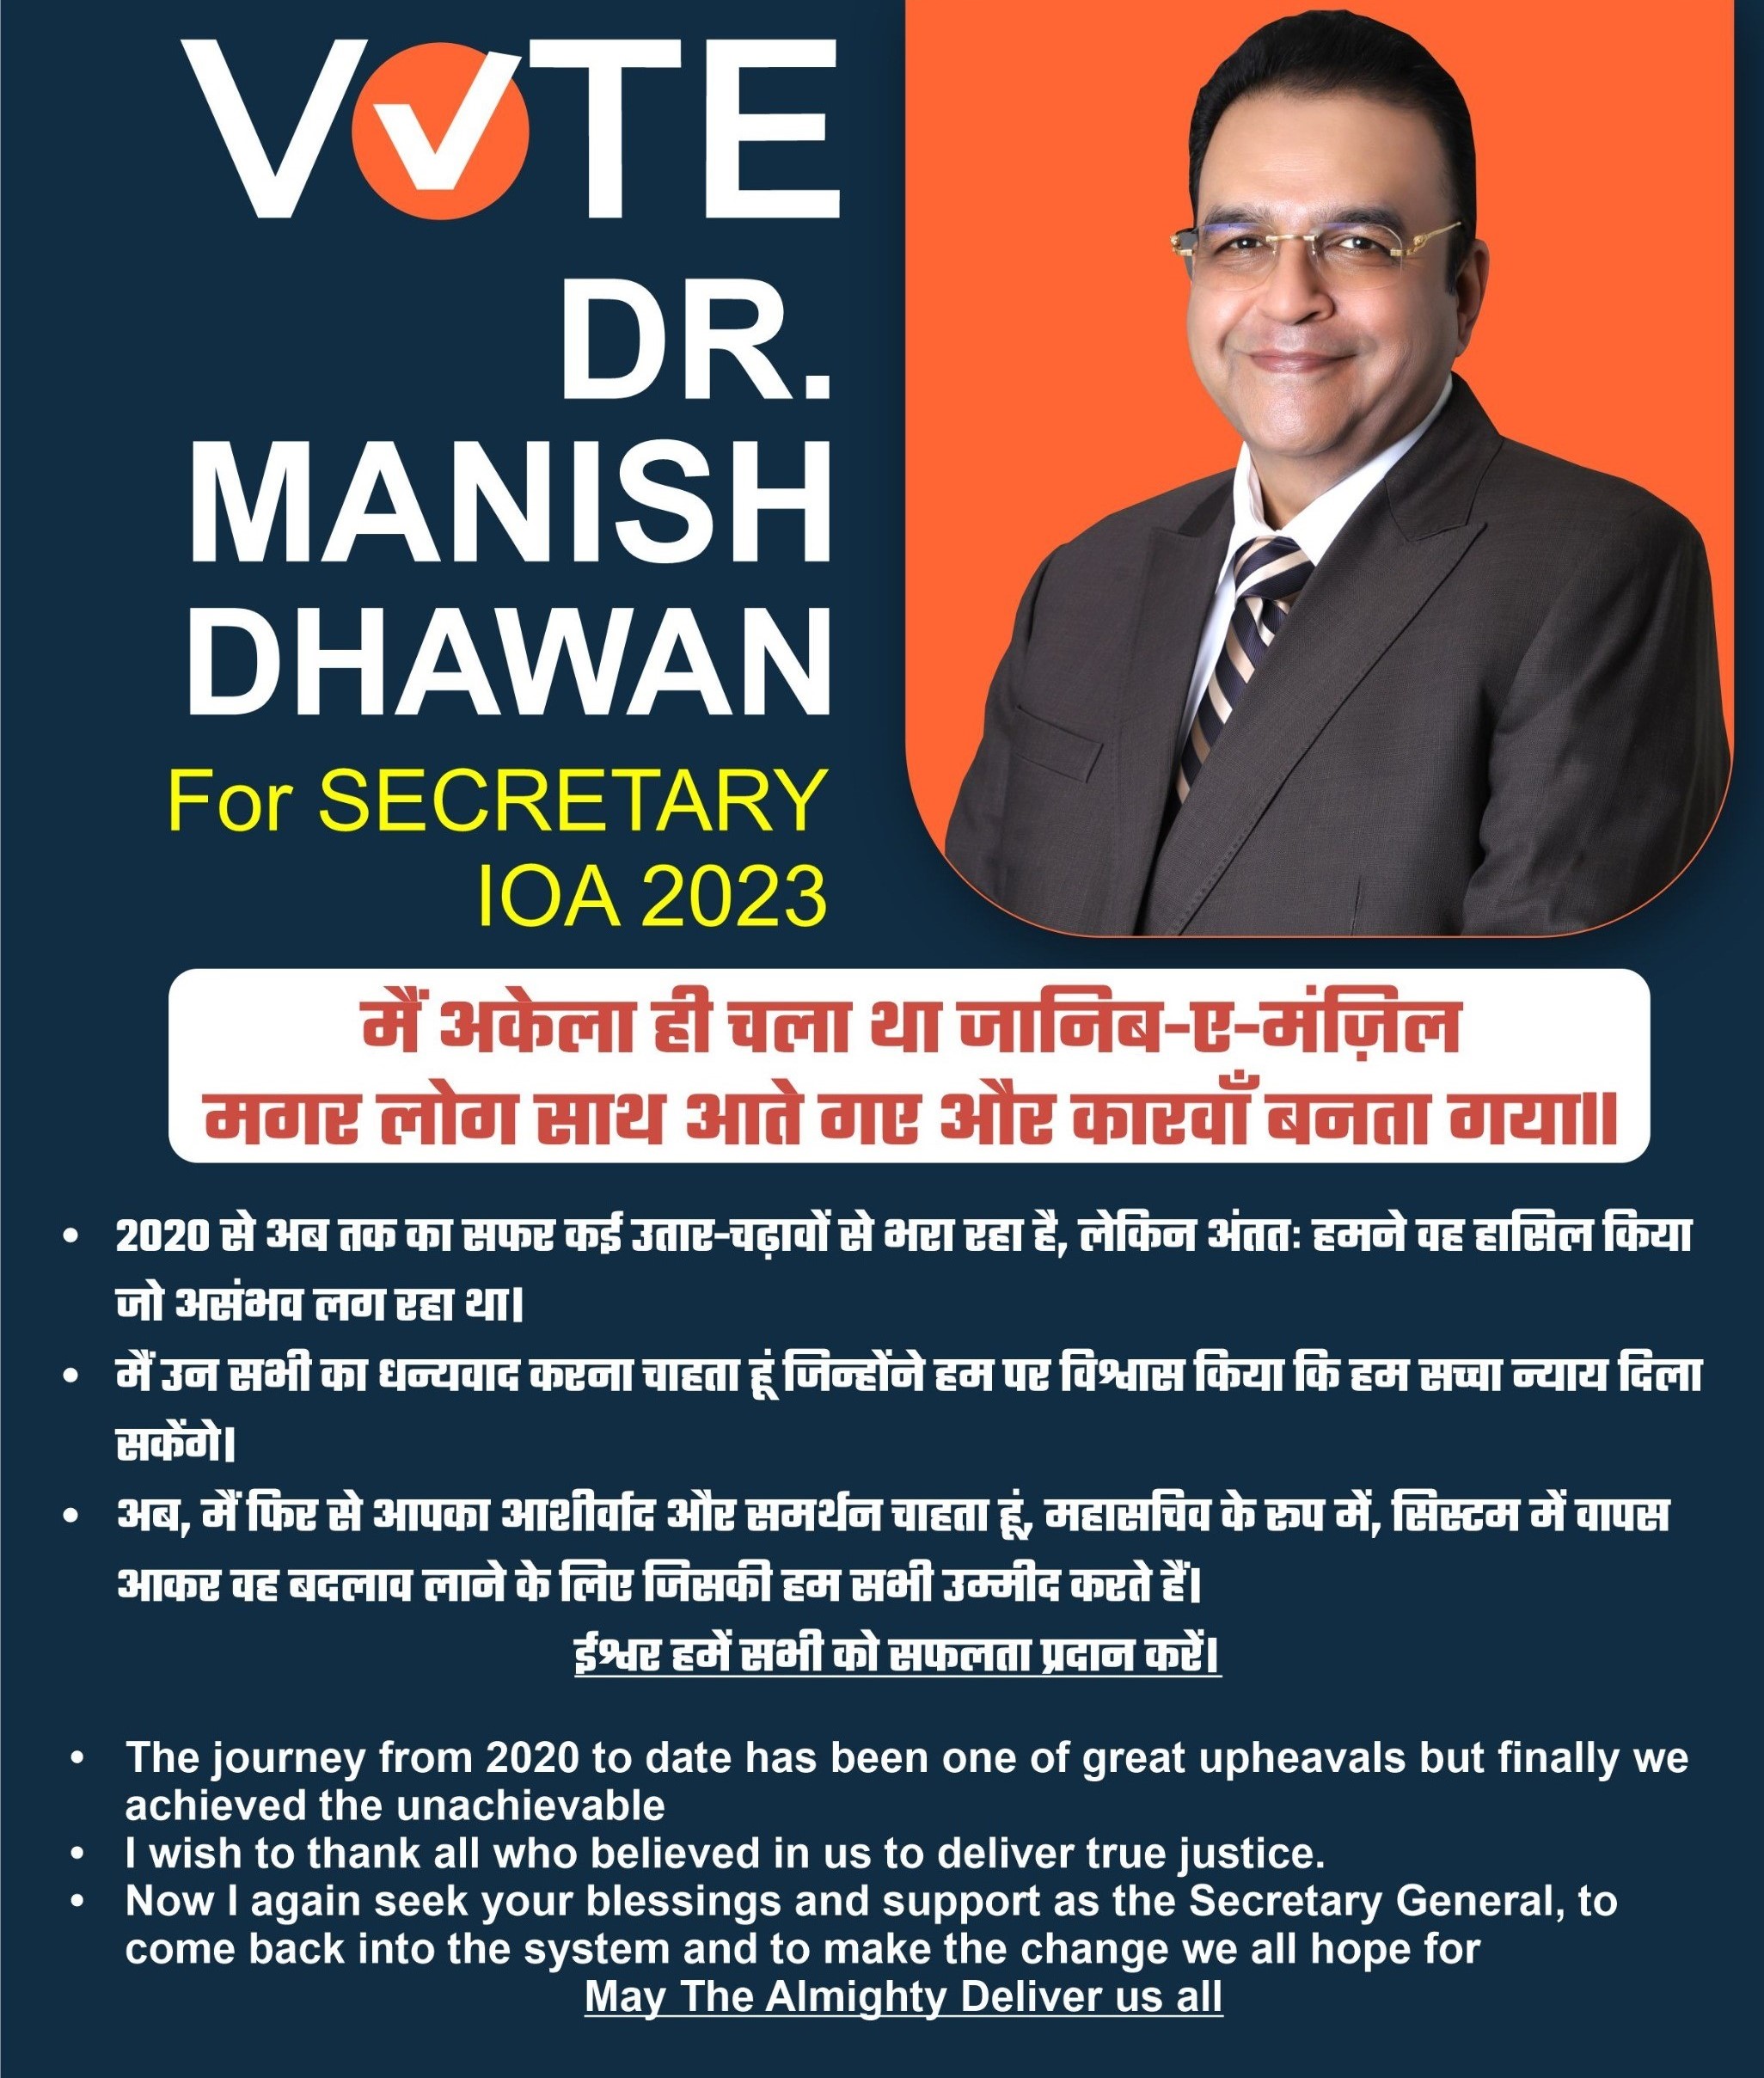 VOTE
DR.
MANISH
DHAWAN
For SECRETARY
IOA 2023
मैं अकेला ही चला था जानिब-ए-मंज़िल
मगर लोग साथ आते गए और कारवाँ बनता गया॥
• 2020 से अब तक का सफर कई उतार-चढ़ावों से भरा रहा है, लेकिन अंततः हमने वह हासिल किया
जो असंभव लग रहा था।
• मैं उन सभी का धन्यवाद करना चाहता हूं जिन्होंने हम पर विश्वास किया कि हम सच्चा न्याय दिला
सकेंगे।
• अब, मैं फिर से आपका आशीर्वाद और समर्थन चाहता हूं, महासचिव के रूप में, सिस्टम में वापस
आकर वह बदलाव लाने के लिए जिसकी हम सभी उम्मीद करते हैं।
ईश्वर हमें सभी को सफलता प्रदान करें।
• The journey from 2020 to date has been one of great upheavals but finally we
achieved the unachievable
• I wish to thank all who believed in us to deliver true justice.
• Now I again seek your blessings and support as the Secretary General, to
come back into the system and to make the change we all hope for
May The Almighty Deliver us all